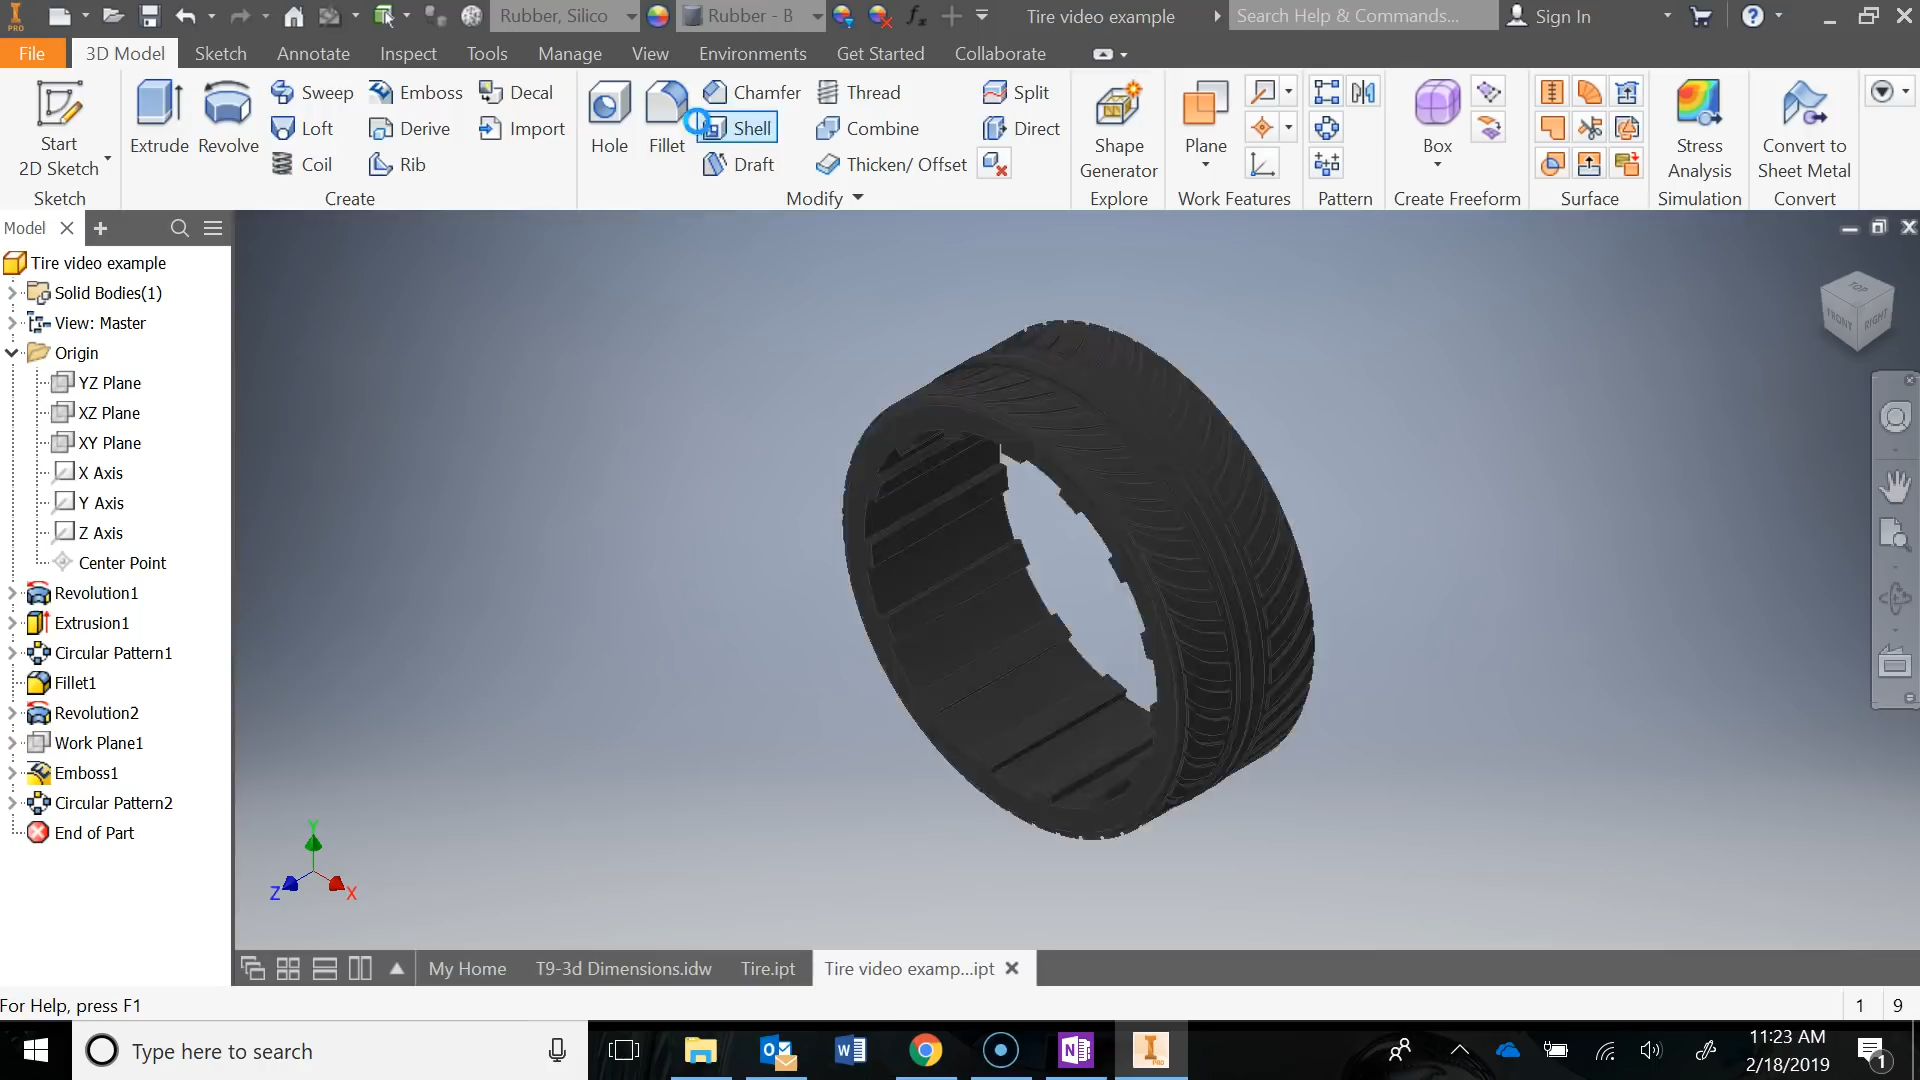 PRO
Rubber, Silico
Rubber - B
Tire video example
Search Help & Commands...
Sign In
File
3D Model
Sketch
Annotate
Inspect
Tools
Manage
View
Environments
Get Started
Collaborate
Start
2D Sketch
Extrude
Revolve
Sweep
Loft
Coil
Emboss
Derive
Rib
Decal
Import
Hole
Fillet
Chamfer
Shell
Draft
Thread
Combine
Thicken/ Offset
Split
Direct
Shape
Generator
Plane
Box
Stress
Analysis
Convert to
Sheet Metal
Sketch
Create
Modify
Explore
Work Features
Pattern
Create Freeform
Surface
Simulation
Convert
Model
Tire video example
Solid Bodies(1)
View: Master
Origin
YZ Plane
XZ Plane
XY Plane
X Axis
Y Axis
Z Axis
Center Point
Revolution1
Extrusion1
Circular Pattern1
Fillet1
Revolution2
Work Plane1
Emboss1
Circular Pattern2
End of Part
TOP
FRONT
RIGHT
Y
Z
X
My Home
T9-3d Dimensions.idw
Tire.ipt
Tire video examp...ipt
For Help, press F1
1
9
Type here to search
11:23 AM
2/18/2019
1